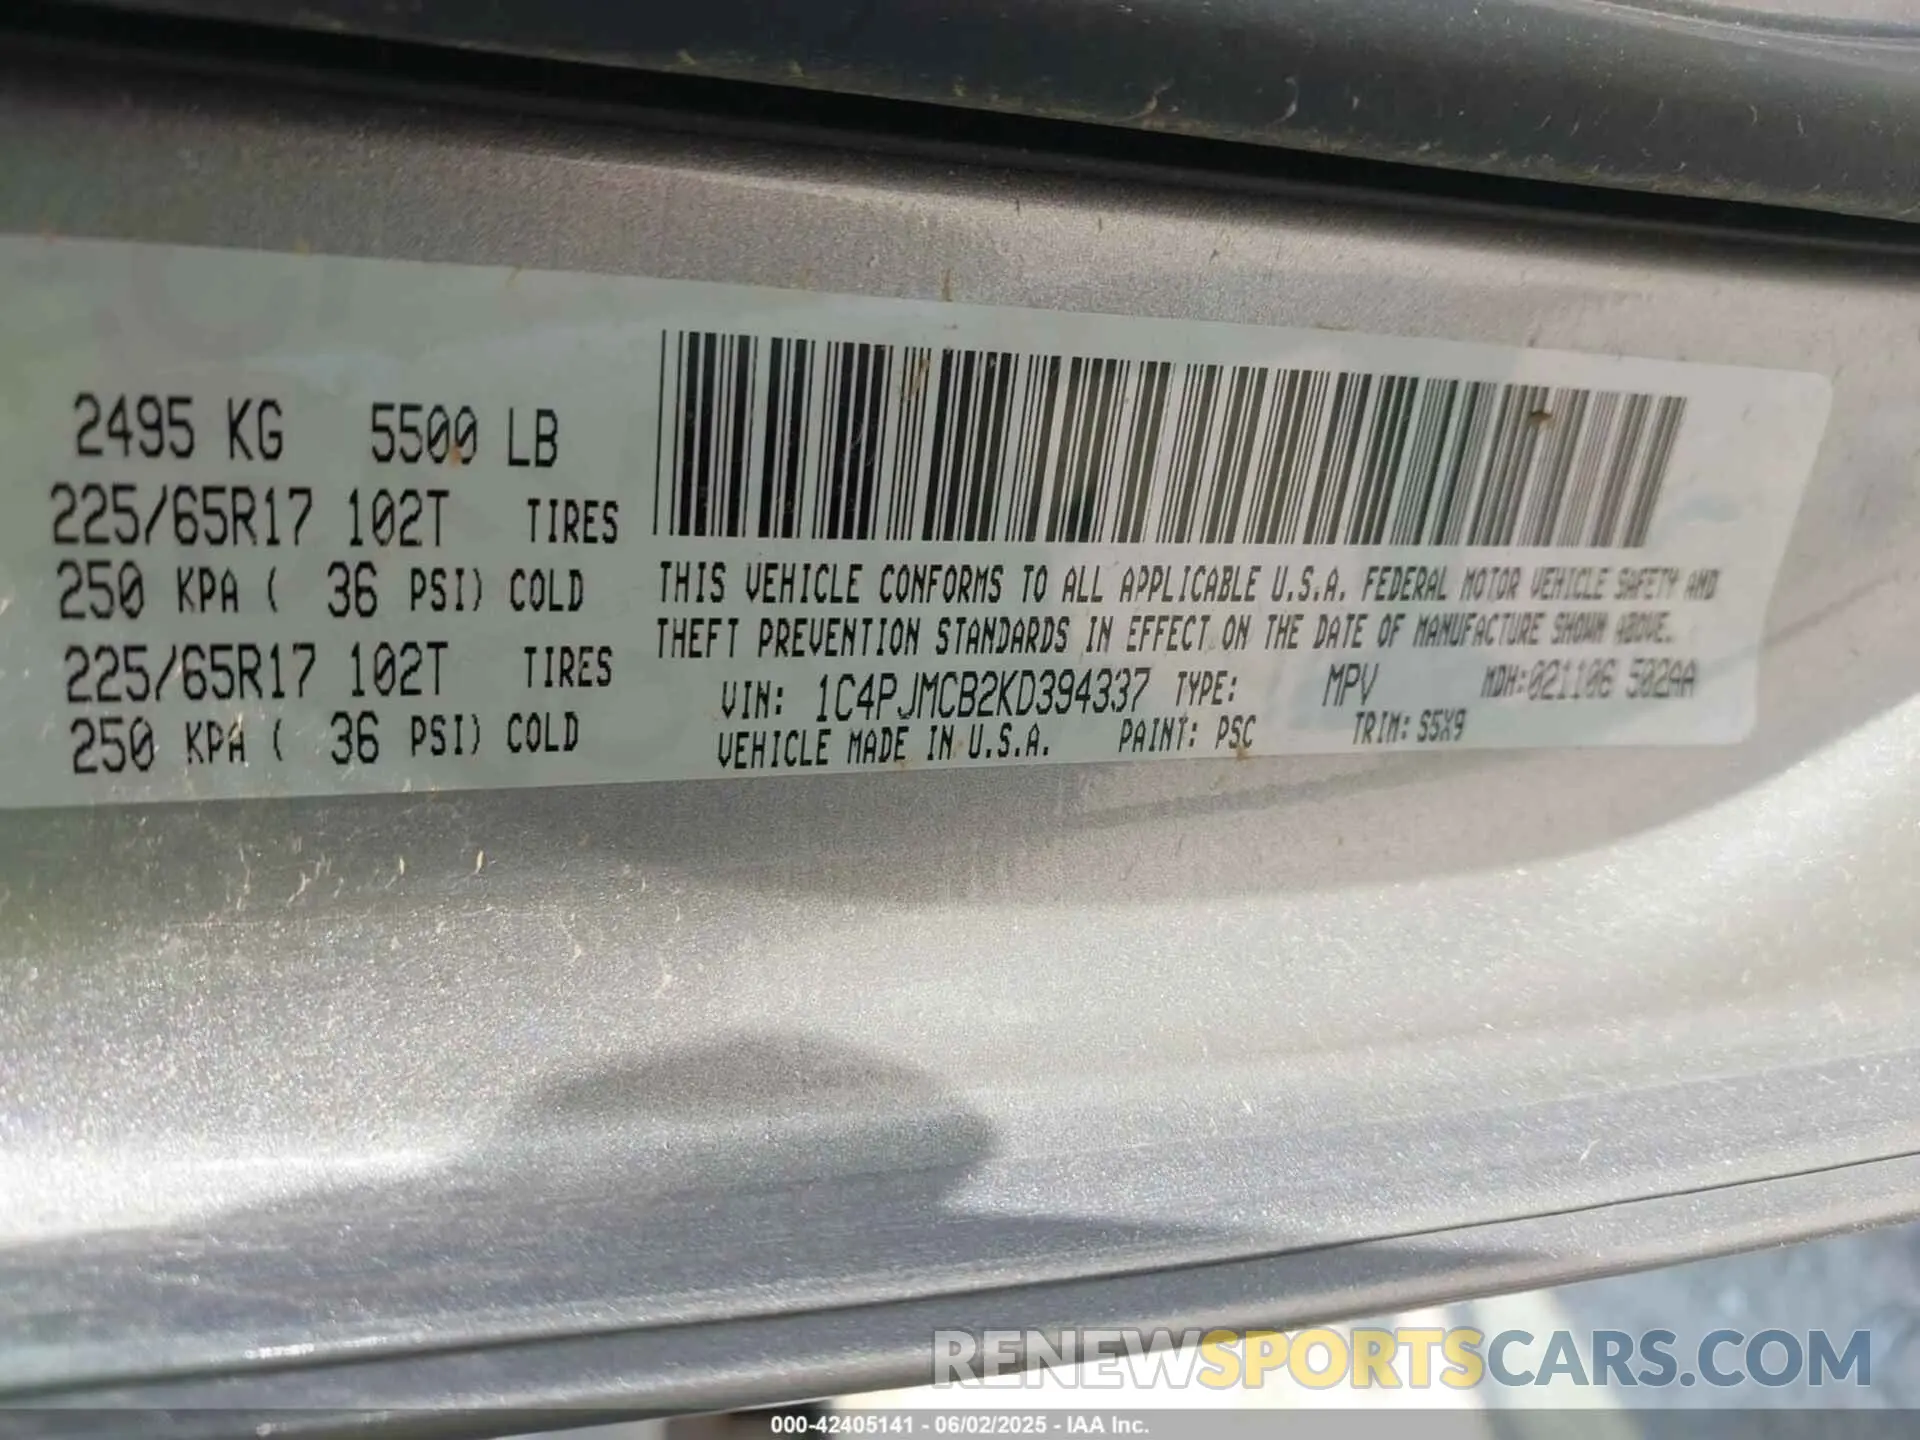 2495 KG 5500 LB
225/65R17 102T TIRES
250 KPA ( 36 PSI) COLD
225/65R17 102T TIRES
250 KPA ( 36 PSI) COLD
THIS VEHICLE CONFORMS TO ALL APPLICABLE U.S.A. FEDERAL MOTOR VEHICLE SAFETY AND
THEFT PREVENTION STANDARDS IN EFFECT ON THE DATE OF MANUFACTURE SHOWN ABOVE.
VIN: 1C4PJMCB2KD394337 TYPE: MPV MDH:021106 502AA
VEHICLE MADE IN U.S.A. PAINT: PSC TRIM: S5X9
RENEWSPORTSCARS.COM
000-42405141 - 06/02/2025 - IAA Inc.